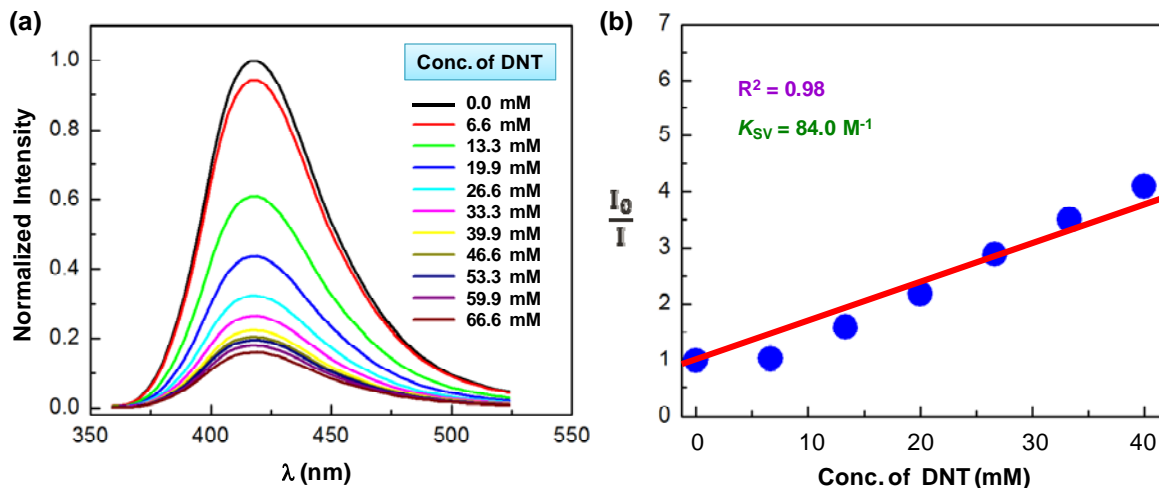 (a)
Normalized Intensity
1.0
0.8
0.6
0.4
0.2
0.0
350
400
450
500
550
λ (nm)
Conc. of DNT
0.0 mM
6.6 mM
13.3 mM
19.9 mM
26.6 mM
33.3 mM
39.9 mM
46.6 mM
53.3 mM
59.9 mM
66.6 mM
(b)
I₀
I
7
6
5
4
3
2
1
0
R² = 0.98
K_SV = 84.0 M⁻¹
0
10
20
30
40
Conc. of DNT (mM)